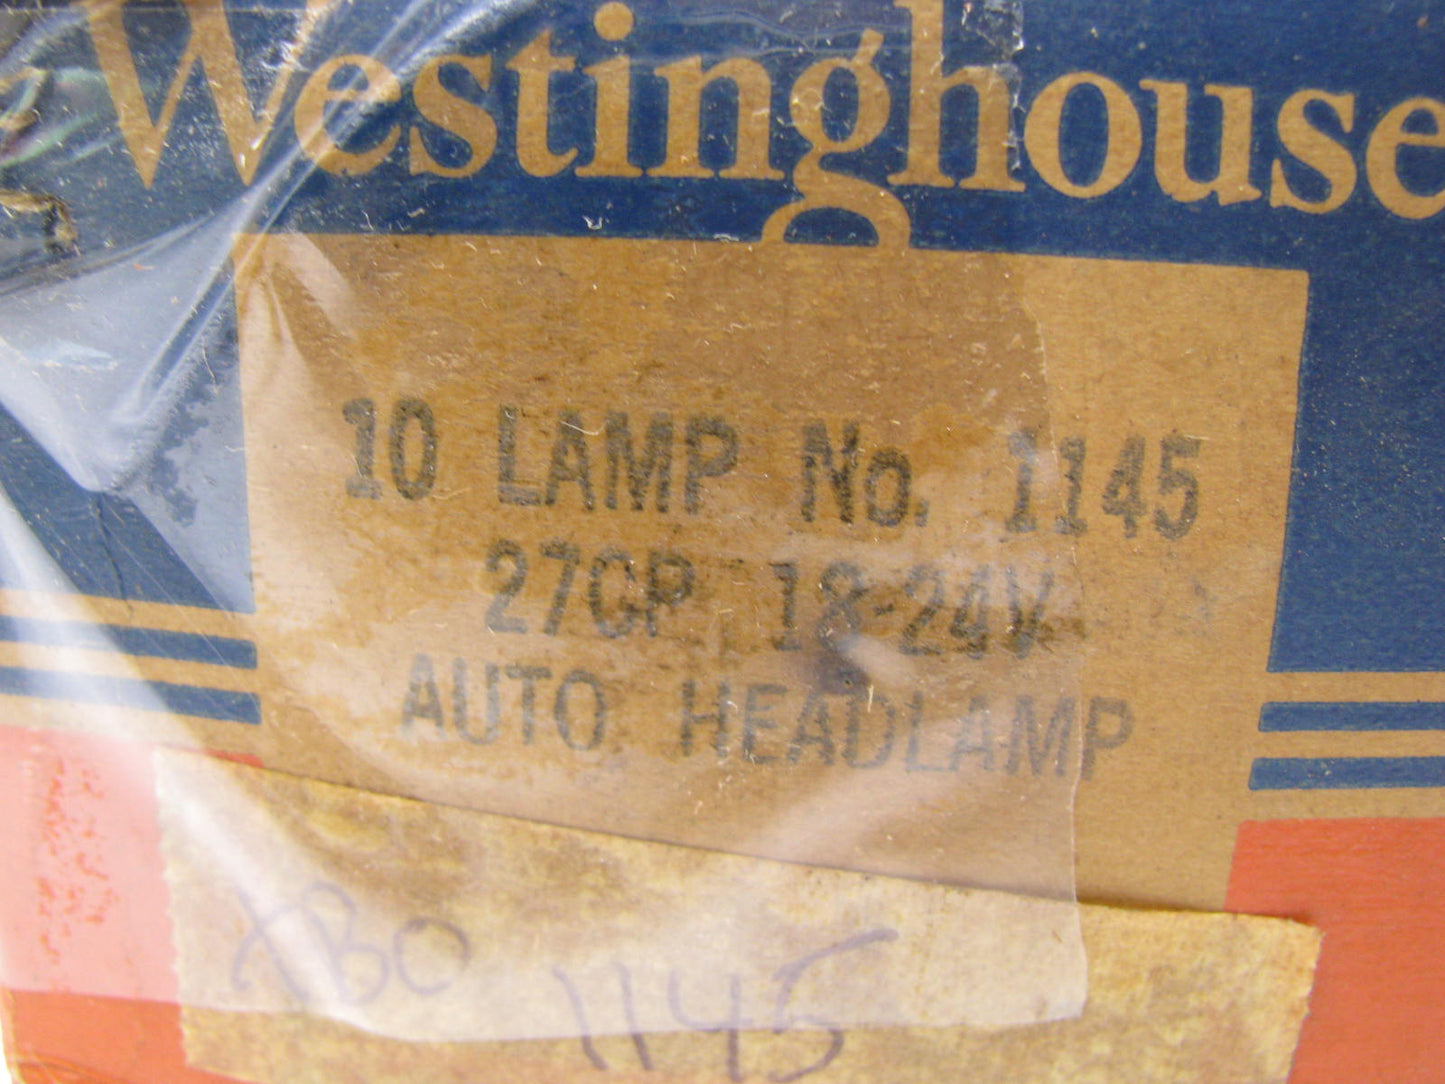 Westinghouse
10 LAMP No. 1145
27CP 18-24V
AUTO HEADLAMP
XBO 1145